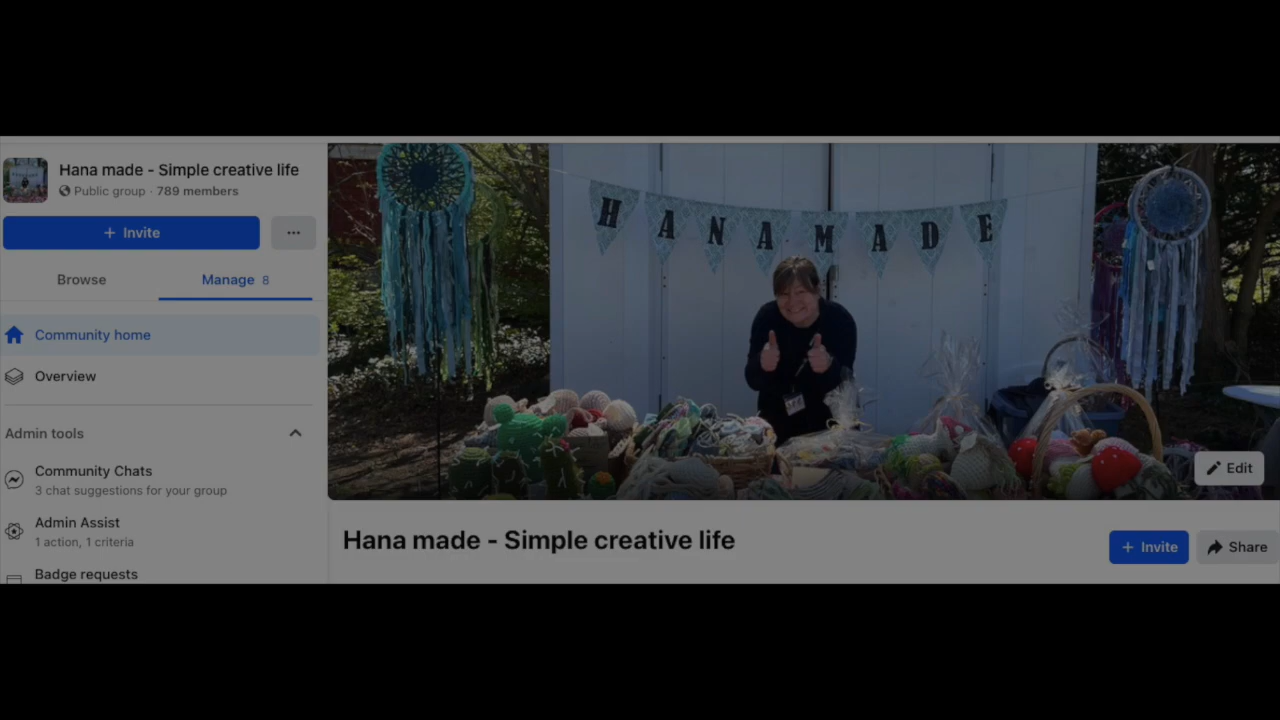 Hana made - Simple creative life
Public group · 789 members
+ Invite
Browse
Manage 8
Community home
Overview
Admin tools
Community Chats
3 chat suggestions for your group
Admin Assist
1 action, 1 criteria
Badge requests
HANAMADE
Edit
Hana made - Simple creative life
+ Invite
Share